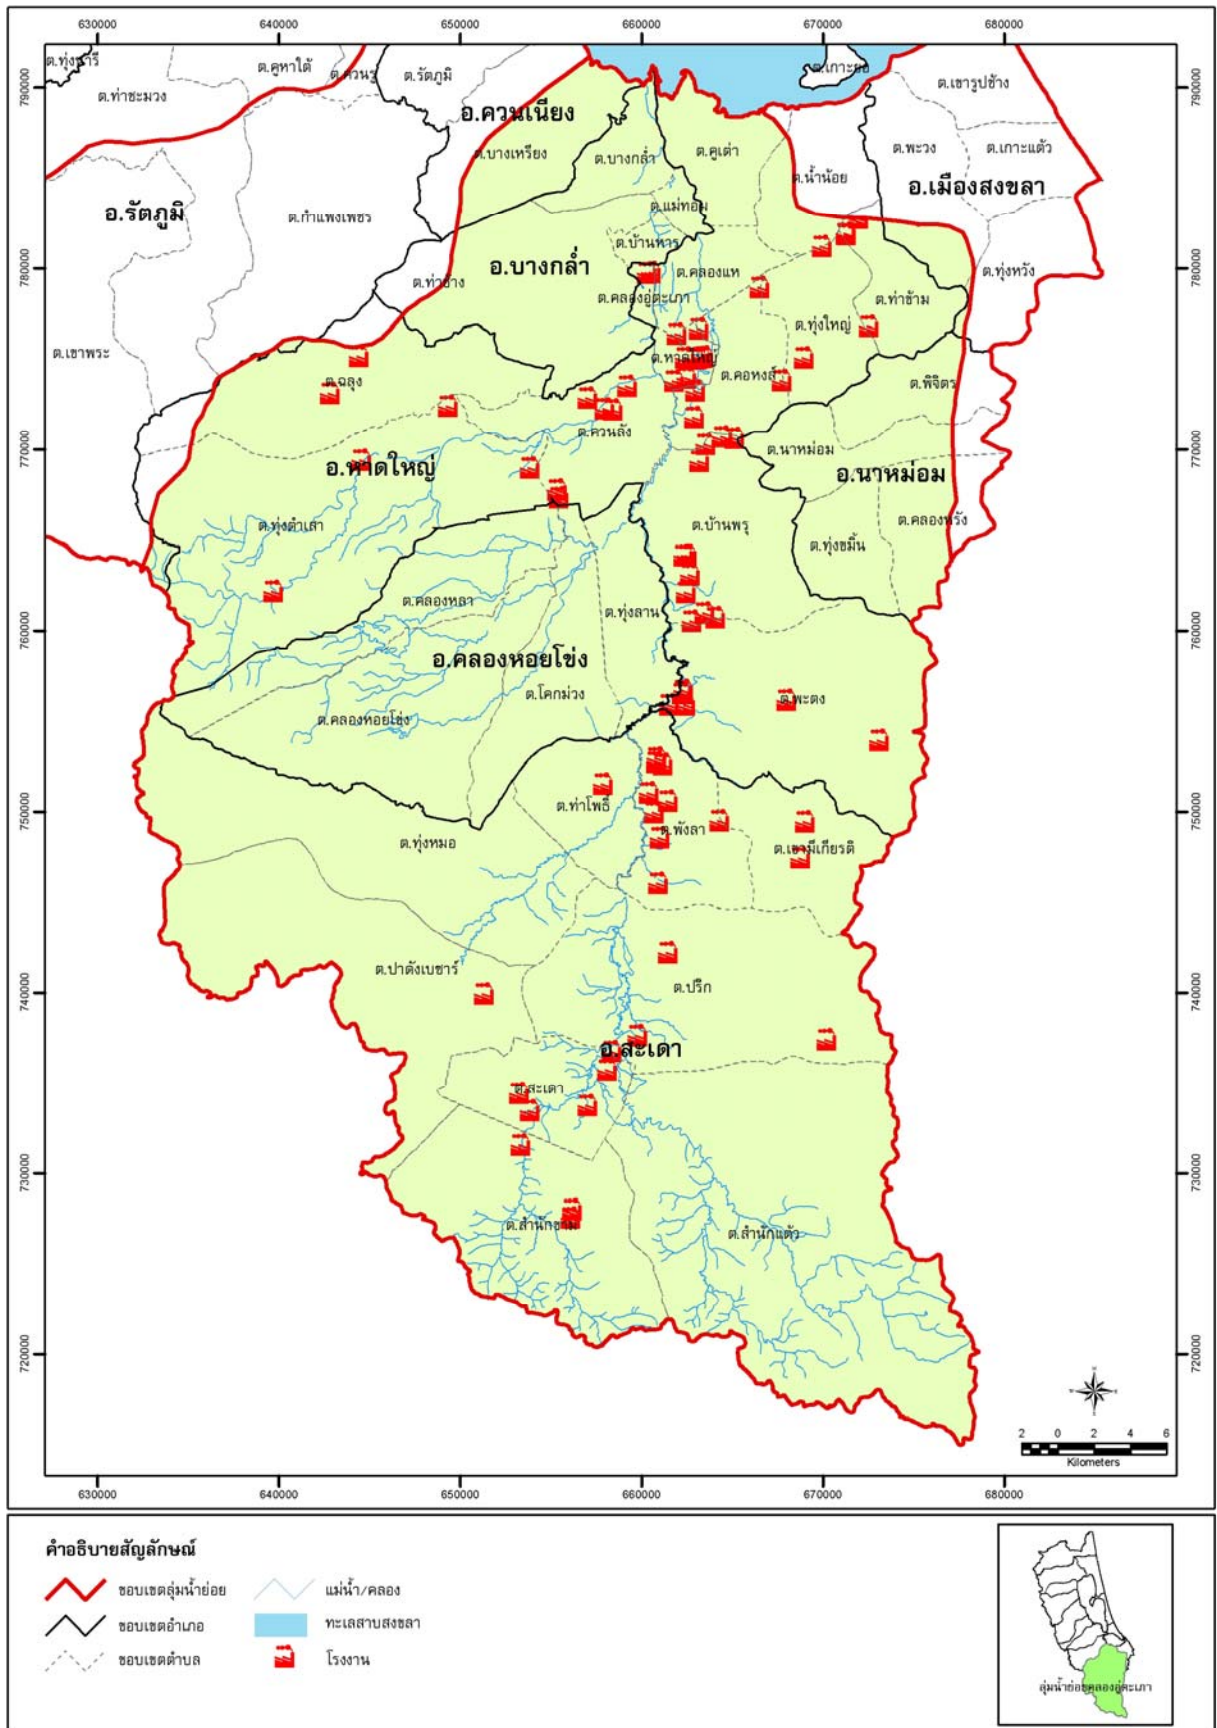 630000 640000 650000 660000 670000 680000
ต.คูหาใต้
ต.รัตภูมิ
ต.ท่าชะมวง
790000 790000
ต.เขารูปช้าง
อ.ควนเนียง
ต.บางเหรียง
ต.บางกล่ำ
ต.คูเต่า
ต.พะวง
ต.เกาะแต้ว
ต.น้ำน้อย
อ.เมืองสงขลา
อ.รัตภูมิ
ต.กำแพงเพชร
ต.แม่ทอม
ต.บ้านหาร
อ.บางกล่ำ
ต.คลองแห
780000 780000
ต.ทุ่งหวัง
ต.ท่าช้าง
ต.คลองอู่ตะเภา
ต.ท่าข้าม
ต.ทุ่งใหญ่
ต.เขาพระ
ต.หาดใหญ่
ต.คอหงส์
ต.ฉลุง
ต.พิจิตร
ต.ควนลัง
770000 770000
ต.นาหม่อม
อ.หาดใหญ่
อ.นาหม่อม
ต.ทุ่งตำเสา
ต.บ้านพรุ
ต.คลองหรัง
ต.ทุ่งขมิ้น
ต.คลองหลา
ต.ทุ่งลาน
760000 760000
อ.คลองหอยโข่ง
ต.โคกม่วง
ต.พะตง
ต.คลองหอยโข่ง
ต.ท่าโพธิ์
750000 750000
ต.พังลา
ต.ทุ่งหมอ
ต.เขามีเกียรติ
ต.ปาดังเบซาร์
ต.ปริก
740000 740000
อ.สะเดา
ต.สะเดา
730000 730000
ต.สำนักขาม
ต.สำนักแต้ว
720000 720000
N
2 0 2 4 6
Kilometers
630000 640000 650000 660000 670000 680000
คำอธิบายสัญลักษณ์
ขอบเขตลุ่มน้ำย่อย แม่น้ำ/คลอง
ขอบเขตอำเภอ ทะเลสาบสงขลา
ขอบเขตตำบล โรงงาน
ลุ่มน้ำย่อยคลองอู่ตะเภา